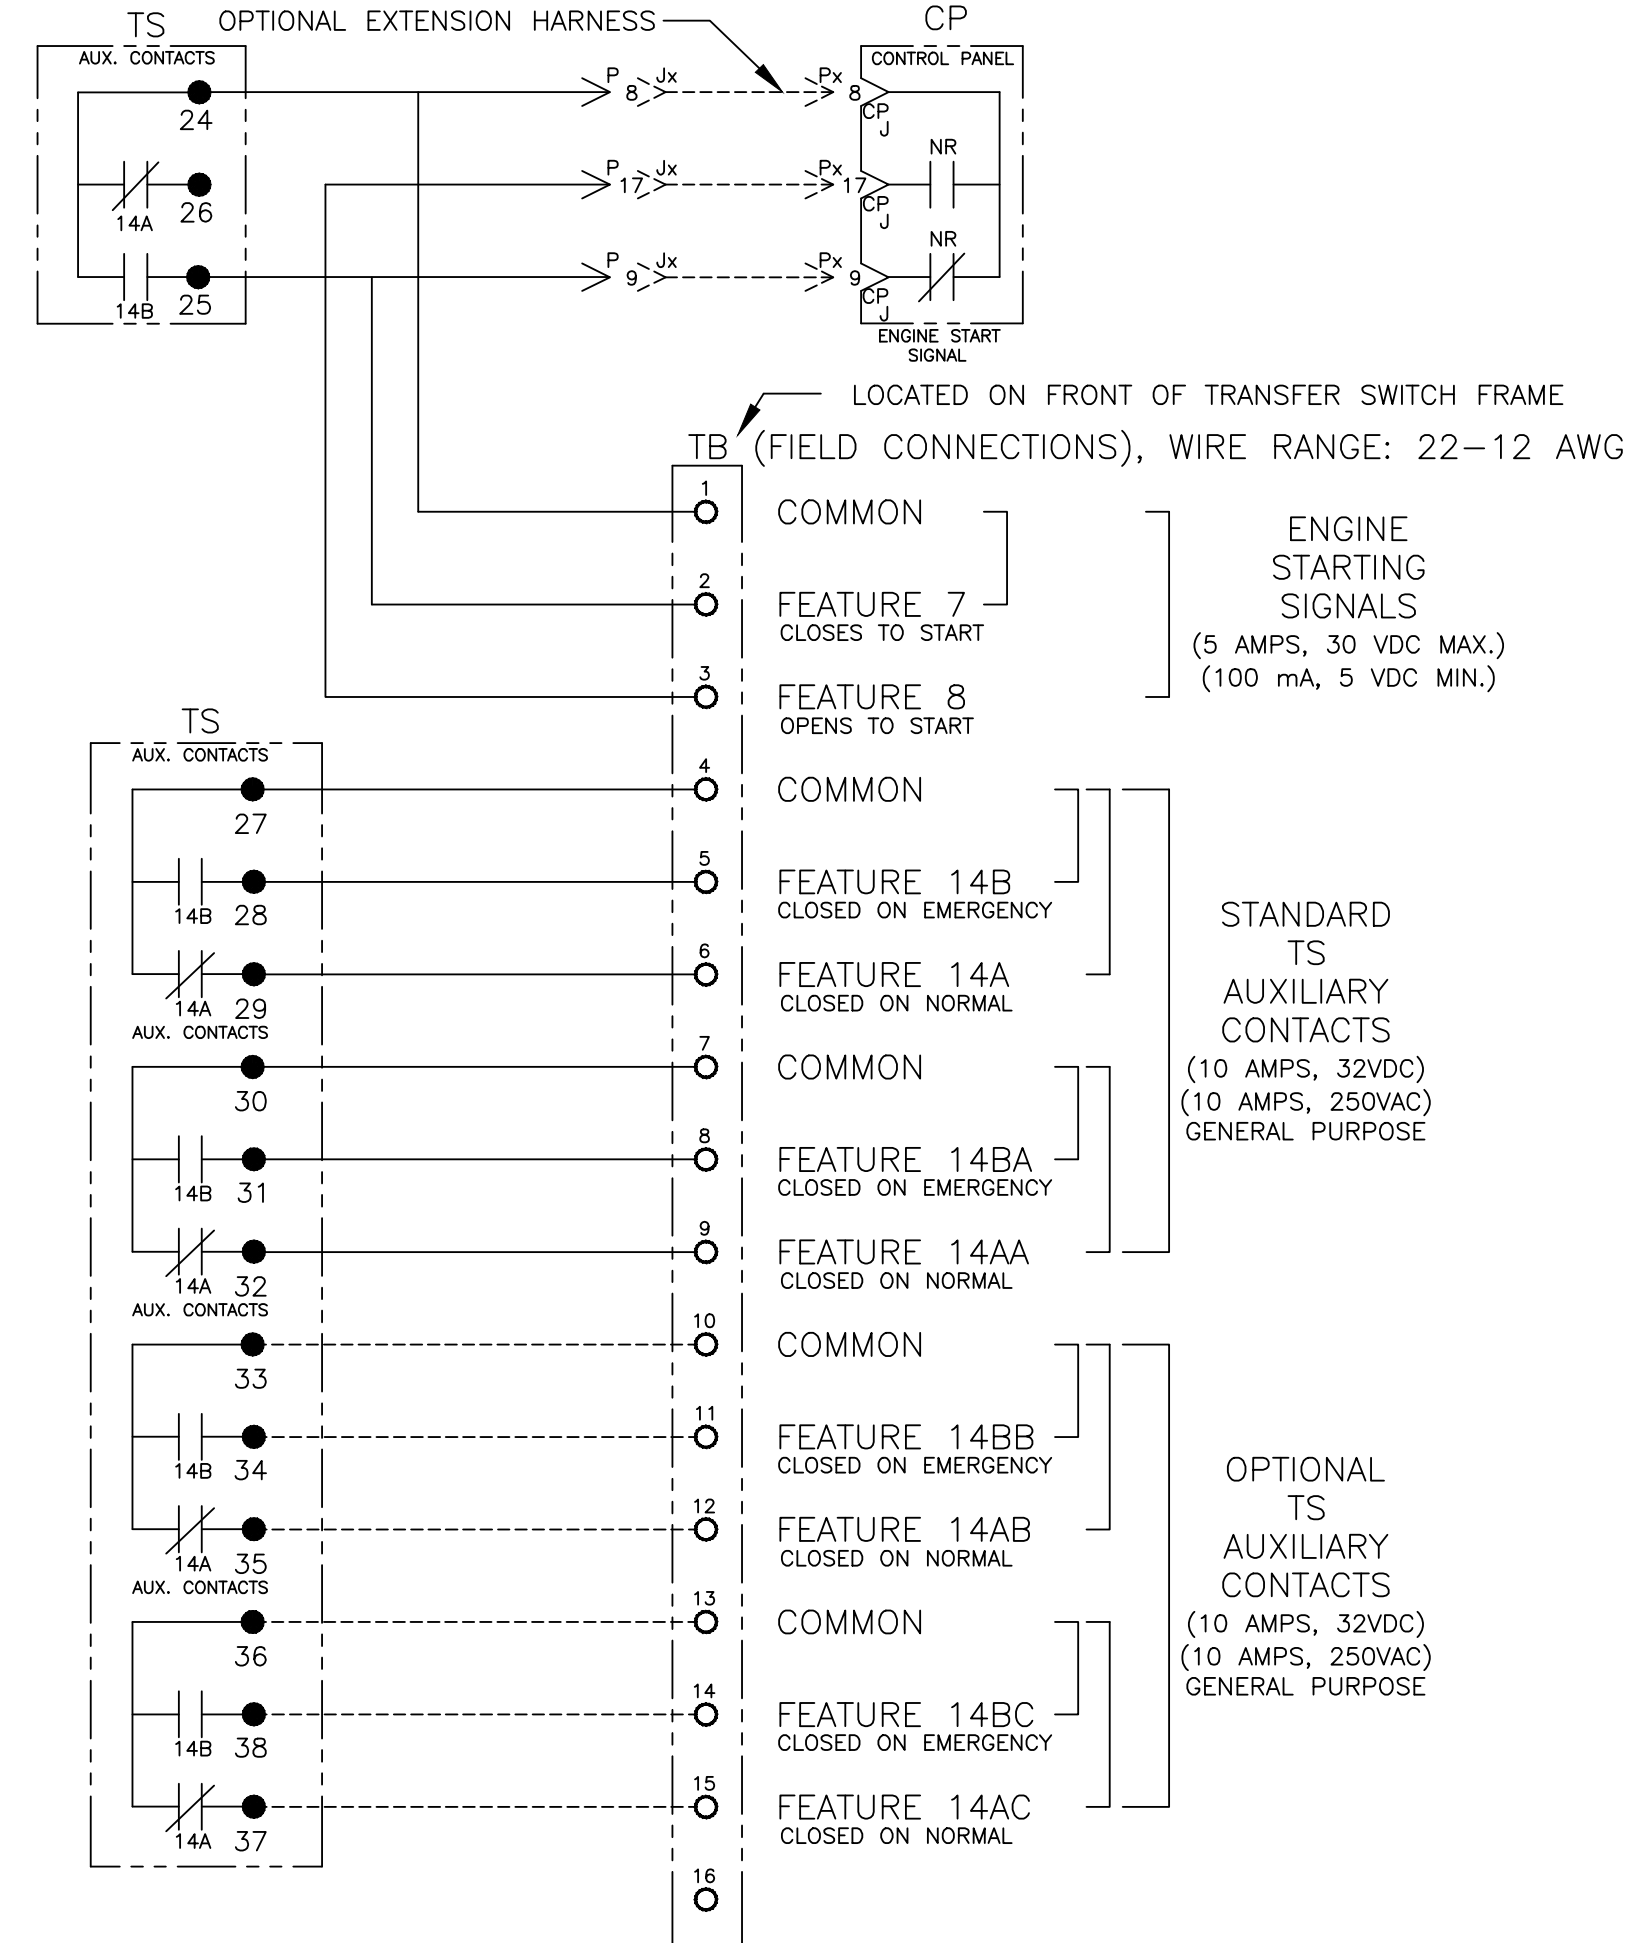 TS
OPTIONAL EXTENSION HARNESS
CP
AUX. CONTACTS
CONTROL PANEL
P 8 Jx Px 8
24
CP
J
NR
P 17 Jx Px 17
14A
26
CP
J
NR
P 9 Jx Px 9
14B
25
CP
J
ENGINE START
SIGNAL
LOCATED ON FRONT OF TRANSFER SWITCH FRAME
TB (FIELD CONNECTIONS), WIRE RANGE: 22-12 AWG
1
COMMON
2
FEATURE 7
CLOSES TO START
3
FEATURE 8
OPENS TO START
ENGINE
STARTING
SIGNALS
(5 AMPS, 30 VDC MAX.)
(100 mA, 5 VDC MIN.)
TS
AUX. CONTACTS
27
4
COMMON
14B
28
5
FEATURE 14B
CLOSED ON EMERGENCY
14A
29
6
FEATURE 14A
CLOSED ON NORMAL
AUX. CONTACTS
30
7
COMMON
14B
31
8
FEATURE 14BA
CLOSED ON EMERGENCY
14A
32
9
FEATURE 14AA
CLOSED ON NORMAL
STANDARD
TS
AUXILIARY
CONTACTS
(10 AMPS, 32VDC)
(10 AMPS, 250VAC)
GENERAL PURPOSE
AUX. CONTACTS
33
10
COMMON
14B
34
11
FEATURE 14BB
CLOSED ON EMERGENCY
14A
35
12
FEATURE 14AB
CLOSED ON NORMAL
AUX. CONTACTS
36
13
COMMON
14B
38
14
FEATURE 14BC
CLOSED ON EMERGENCY
14A
37
15
FEATURE 14AC
CLOSED ON NORMAL
OPTIONAL
TS
AUXILIARY
CONTACTS
(10 AMPS, 32VDC)
(10 AMPS, 250VAC)
GENERAL PURPOSE
16